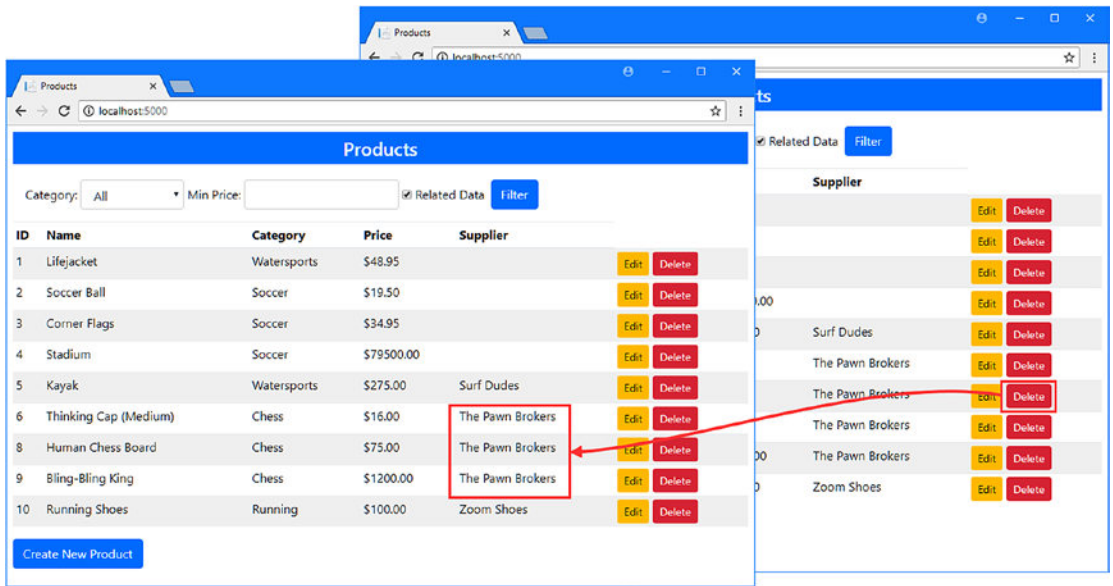 Products
localhost:5000
Products
localhost:5000
Products
Category: All Min Price: Related Data Filter
ID Name Category Price Supplier
1 Lifejacket Watersports $48.95 Edit Delete
2 Soccer Ball Soccer $19.50 Edit Delete
3 Corner Flags Soccer $34.95 Edit Delete
4 Stadium Soccer $79500.00 Edit Delete
5 Kayak Watersports $275.00 Surf Dudes Edit Delete
6 Thinking Cap (Medium) Chess $16.00 The Pawn Brokers Edit Delete
8 Human Chess Board Chess $75.00 The Pawn Brokers Edit Delete
9 Bling-Bling King Chess $1200.00 The Pawn Brokers Edit Delete
10 Running Shoes Running $100.00 Zoom Shoes Edit Delete
Create New Product
ts
Related Data Filter
Supplier
Edit Delete
Edit Delete
Edit Delete
.00 Edit Delete
Surf Dudes Edit Delete
The Pawn Brokers Edit Delete
The Pawn Brokers Edit Delete
The Pawn Brokers Edit Delete
00 The Pawn Brokers Edit Delete
Zoom Shoes Edit Delete